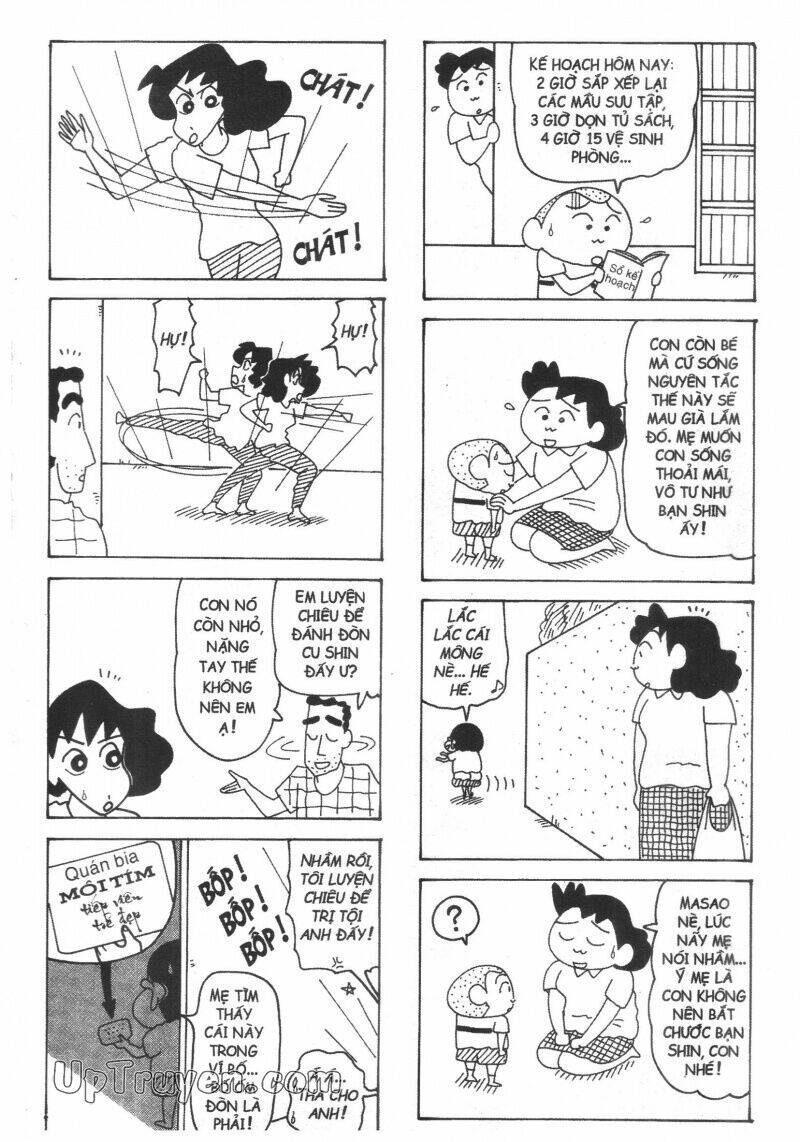 CHÁT!
CHÁT!
HỰ!
HỰ!
EM LUYỆN
CHIÊU ĐỂ
ĐÁNH ĐÒN
CU SHIN
ĐẤY Ư?
CON NÓ
CÒN NHỎ,
NẶNG
TAY THẾ
KHÔNG
NÊN EM
Ạ!
NHẦM RỒI,
TÔI LUYỆN
CHIÊU ĐỂ
TRỊ TỘI
ANH ĐẤY!
BỐP!
BỐP!
BỐP!
Quán bia
MÔI TÍM
tiếp viên
trẻ đẹp
MẸ TÌM
THẤY
CÁI NÀY
TRONG
VÍ BỐ...
ĐÒN LÀ
PHẢI!
THA CHO
ANH!
UpTruyen.com
KẾ HOẠCH HÔM NAY:
2 GIỜ SẮP XẾP LẠI
CÁC MẪU SƯU TẬP,
3 GIỜ DỌN TỦ SÁCH,
4 GIỜ 15 VỆ SINH
PHÒNG...
Sổ kế
hoạch
CON CÒN BÉ
MÀ CỨ SỐNG
NGUYÊN TẮC
THẾ NÀY SẼ
MAU GIÀ LẮM
ĐÓ. MẸ MUỐN
CON SỐNG
THOẢI MÁI,
VÔ TƯ NHƯ
BẠN SHIN
ẤY!
LẮC
LẮC CÁI
MÔNG
NÈ... HẾ
HẾ.
?
MASAO
NÈ, LÚC
NÃY MẸ
NÓI NHẦM...
Ý MẸ LÀ
CON KHÔNG
NÊN BẮT
CHƯỚC BẠN
SHIN, CON
NHÉ!